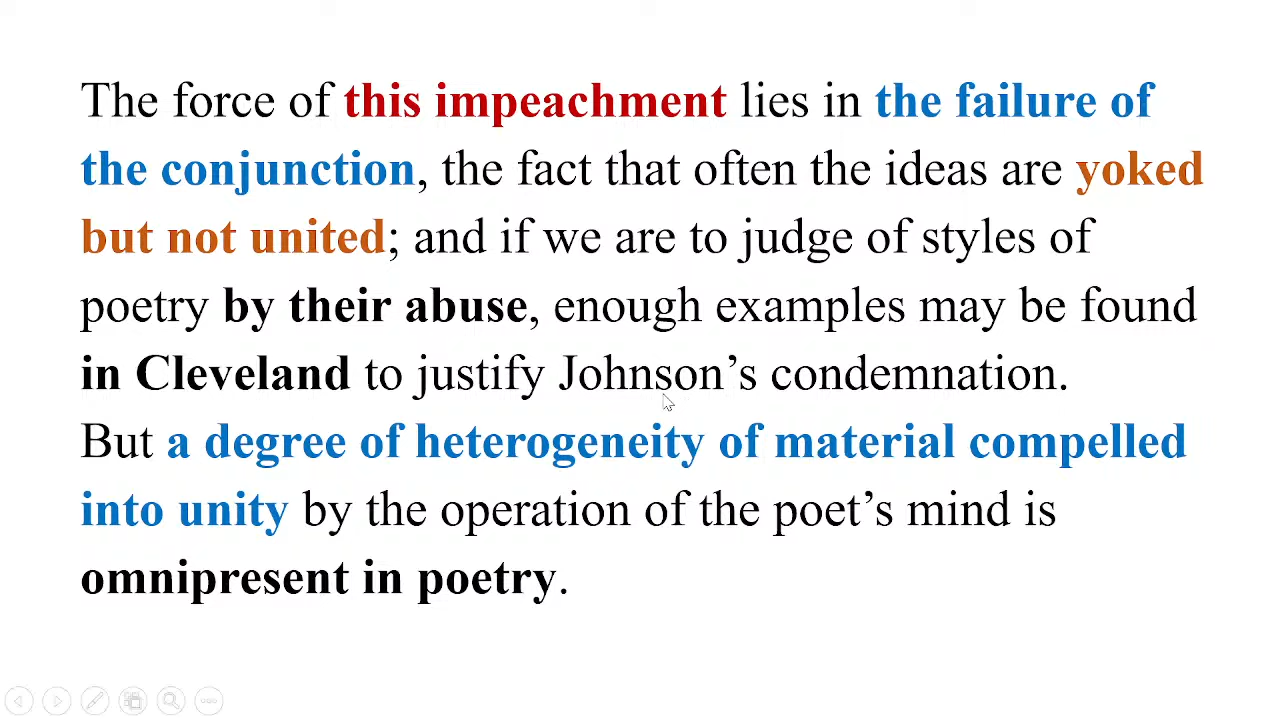 The force of this impeachment lies in the failure of
the conjunction, the fact that often the ideas are yoked
but not united; and if we are to judge of styles of
poetry by their abuse, enough examples may be found
in Cleveland to justify Johnson’s condemnation.
But a degree of heterogeneity of material compelled
into unity by the operation of the poet’s mind is
omnipresent in poetry.